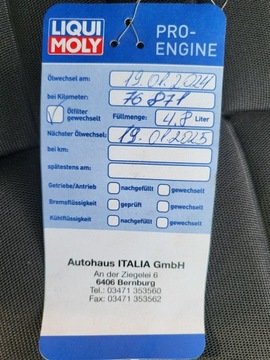 LIQUI
MOLY
PRO-
ENGINE
Ölwechsel am: 19.01.2024
bei Kilometer: 76871
Ölfilter gewechselt Füllmenge: 4,8 Liter
Nächster Ölwechsel: 19.01.2025
bei km:
spätestens am:
Getriebe/Antrieb nachgefüllt gewechselt
Bremsflüssigkeit geprüft gewechselt
Kühlflüssigkeit nachgefüllt gewechselt
Autohaus ITALIA GmbH
An der Ziegelei 6
6406 Bernburg
Tel.: 03471 353560
Fax: 03471 353562